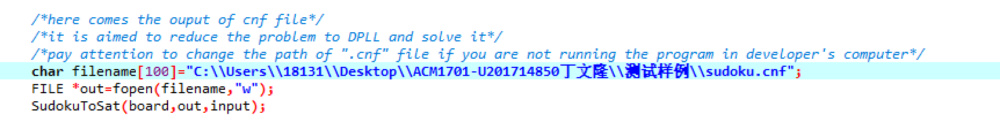 /*here comes the ouput of cnf file*/
/*it is aimed to reduce the problem to DPLL and solve it*/
/*pay attention to change the path of ".cnf" file if you are not running the program in developer's computer*/
char filename[100]="C:\\Users\\18131\\Desktop\\ACM1701-U201714850丁文隆\\测试样例\\sudoku.cnf";
FILE *out=fopen(filename,"w");
SudokuToSat(board,out,input);